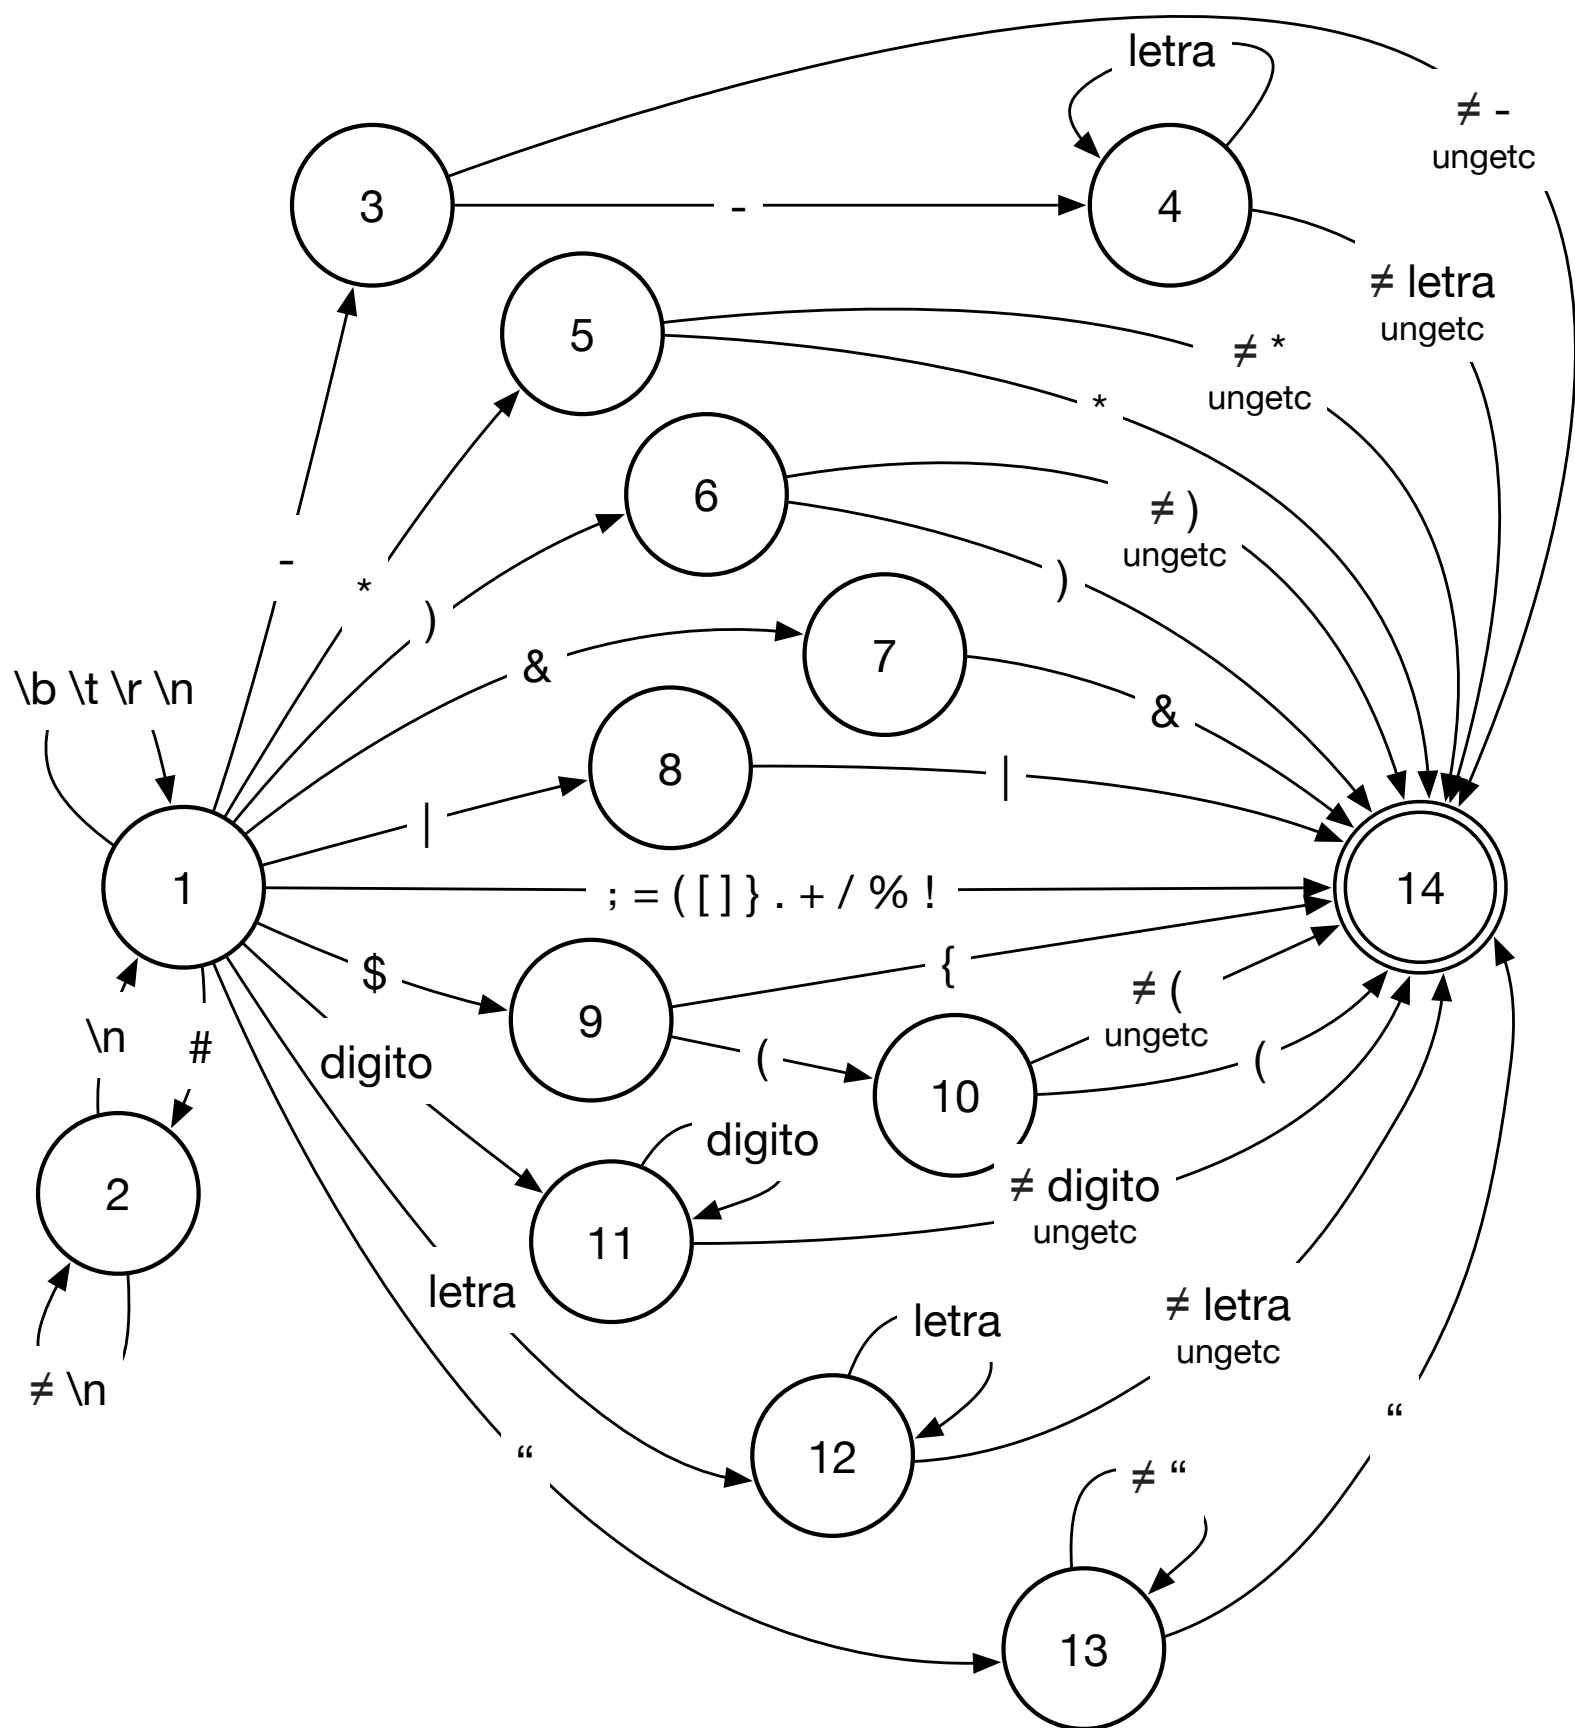 letra
≠ -
ungetc
3
-
4
≠ letra
ungetc
5
≠ *
ungetc
*
6
≠ )
ungetc
)
-
*
)
&
7
&
\b \t \r \n
8
|
|
1
; = ( [ ] } . + / % !
14
$
9
{
≠ (
ungetc
(
10
(
\n
#
digito
digito
2
11
≠ digito
ungetc
letra
letra
≠ letra
ungetc
≠ \n
12
“
“
≠ “
13